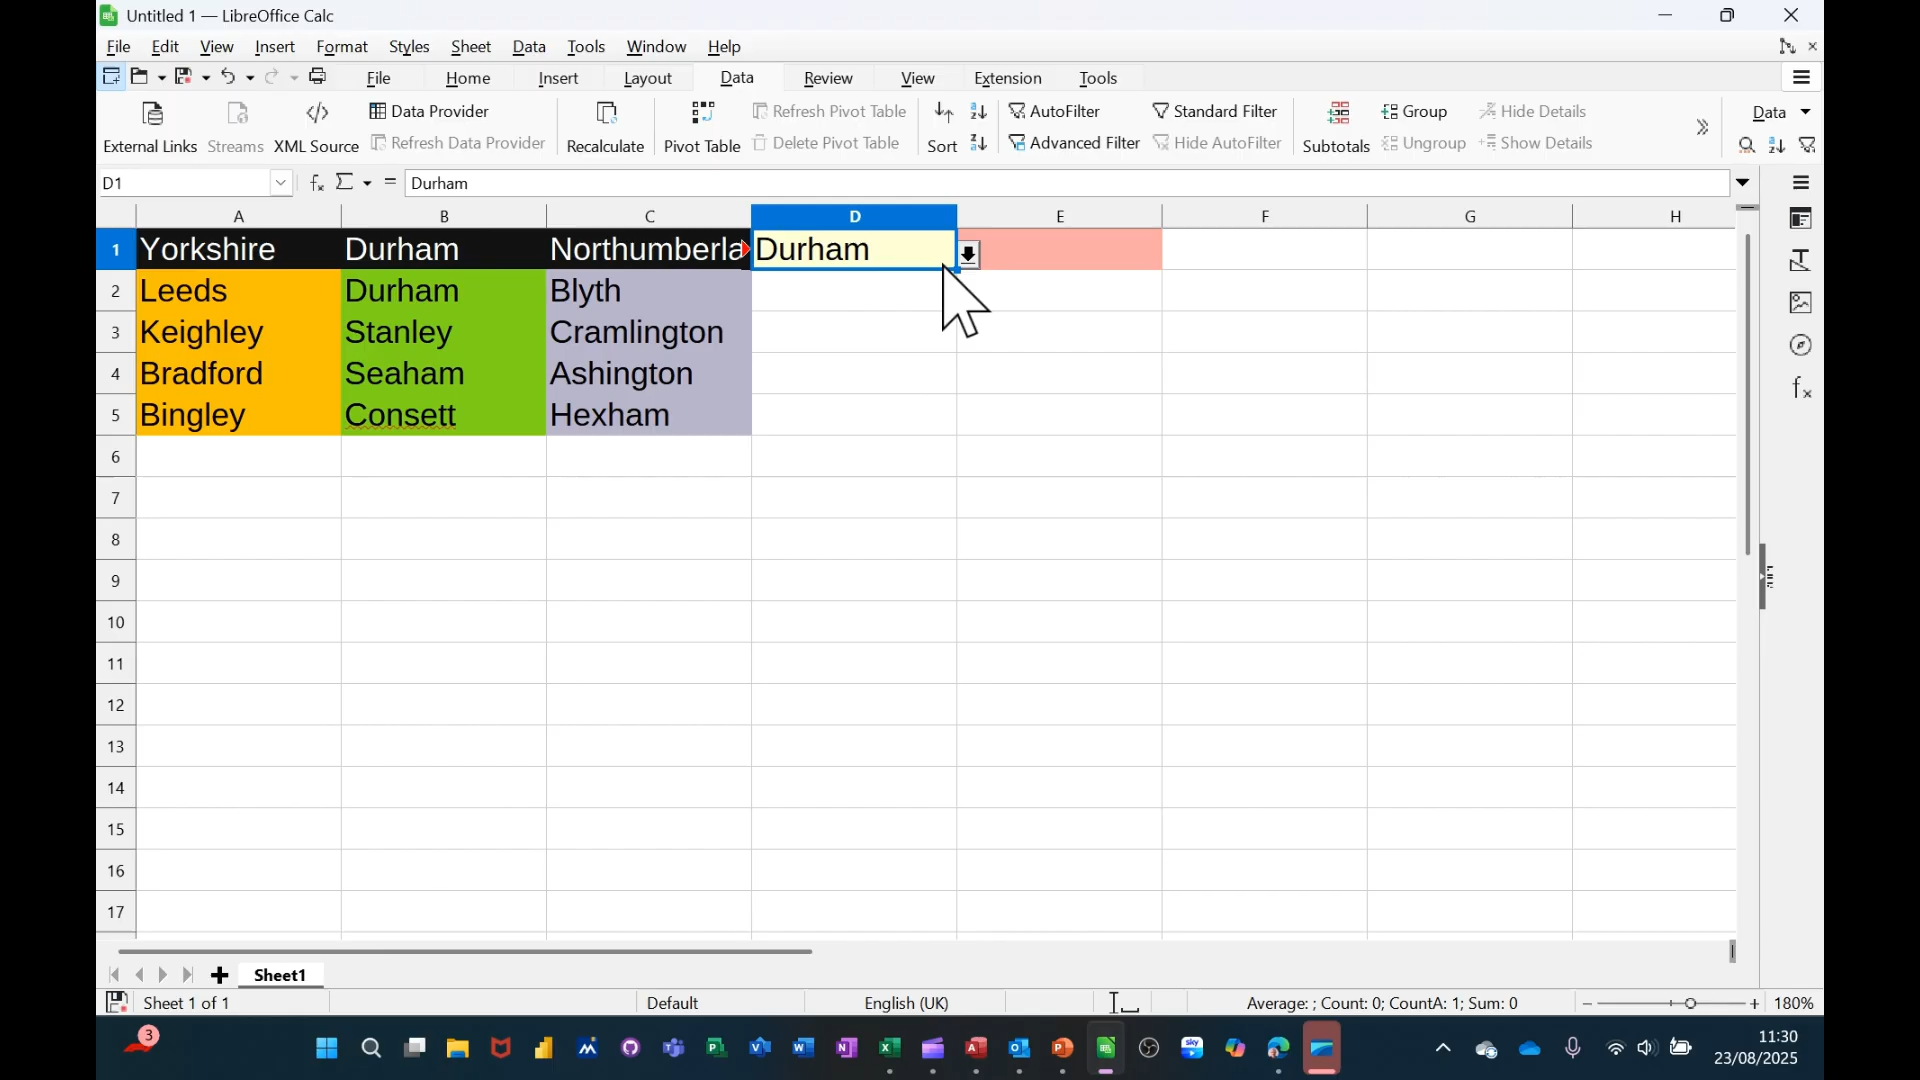 Untitled 1 — LibreOffice Calc
File Edit View Insert Format Styles Sheet Data Tools Window Help
File Home Insert Layout Data Review View Extension Tools
Data Provider Refresh Pivot Table AutoFilter Standard Filter Group Hide Details Data
External Links Streams XML Source Refresh Data Provider Recalculate Pivot Table Delete Pivot Table Sort Advanced Filter Hide AutoFilter Subtotals Ungroup Show Details
D1 = Durham
A B C D E F G H
1 Yorkshire Durham Northumberla Durham
2 Leeds Durham Blyth
3 Keighley Stanley Cramlington
4 Bradford Seaham Ashington
5 Bingley Consett Hexham
6
7
8
9
10
11
12
13
14
15
16
17
Sheet1
Sheet 1 of 1 Default English (UK) Average: ; Count: 0; CountA: 1; Sum: 0 180%
3 sky 11:30
23/08/2025